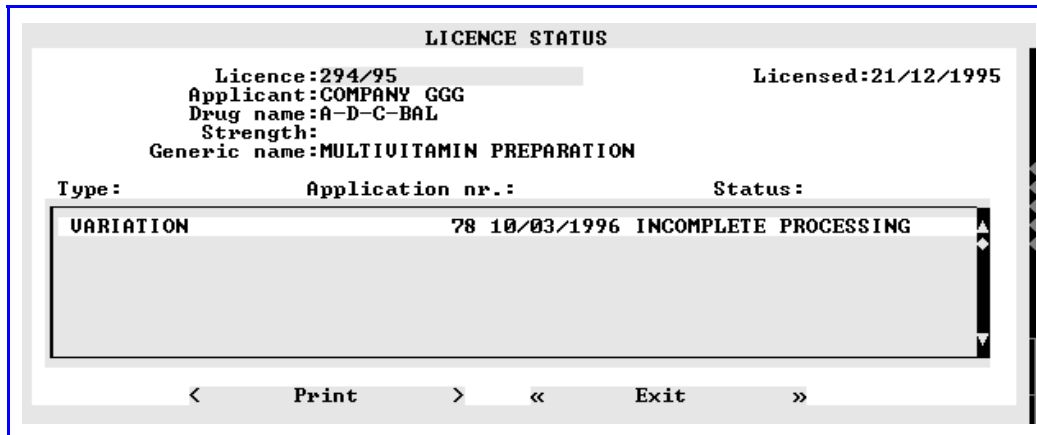 LICENCE STATUS
Licence:294/95 Licensed:21/12/1995
Applicant:COMPANY GGG
Drug name:A-D-C-BAL
Strength:
Generic name:MULTIVITAMIN PREPARATION
Type: Application nr.: Status:
VARIATION 78 10/03/1996 INCOMPLETE PROCESSING
< Print > « Exit »